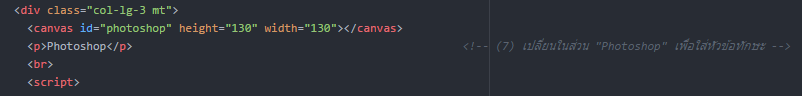 <div class="col-lg-3 mt">
<canvas id="photoshop" height="130" width="130"></canvas>
<p>Photoshop</p> <!-- (7) เปลี่ยนในส่วน "Photoshop" เพื่อใส่หัวข้อทักษะ -->
<br>
<script>